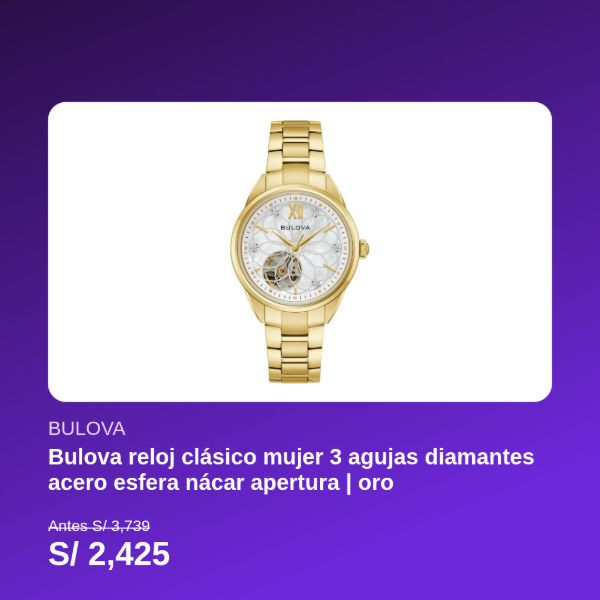 XII
BULOVA
BULOVA
Bulova reloj clásico mujer 3 agujas diamantes
acero esfera nácar apertura | oro
Antes S/ 3,739
S/ 2,425